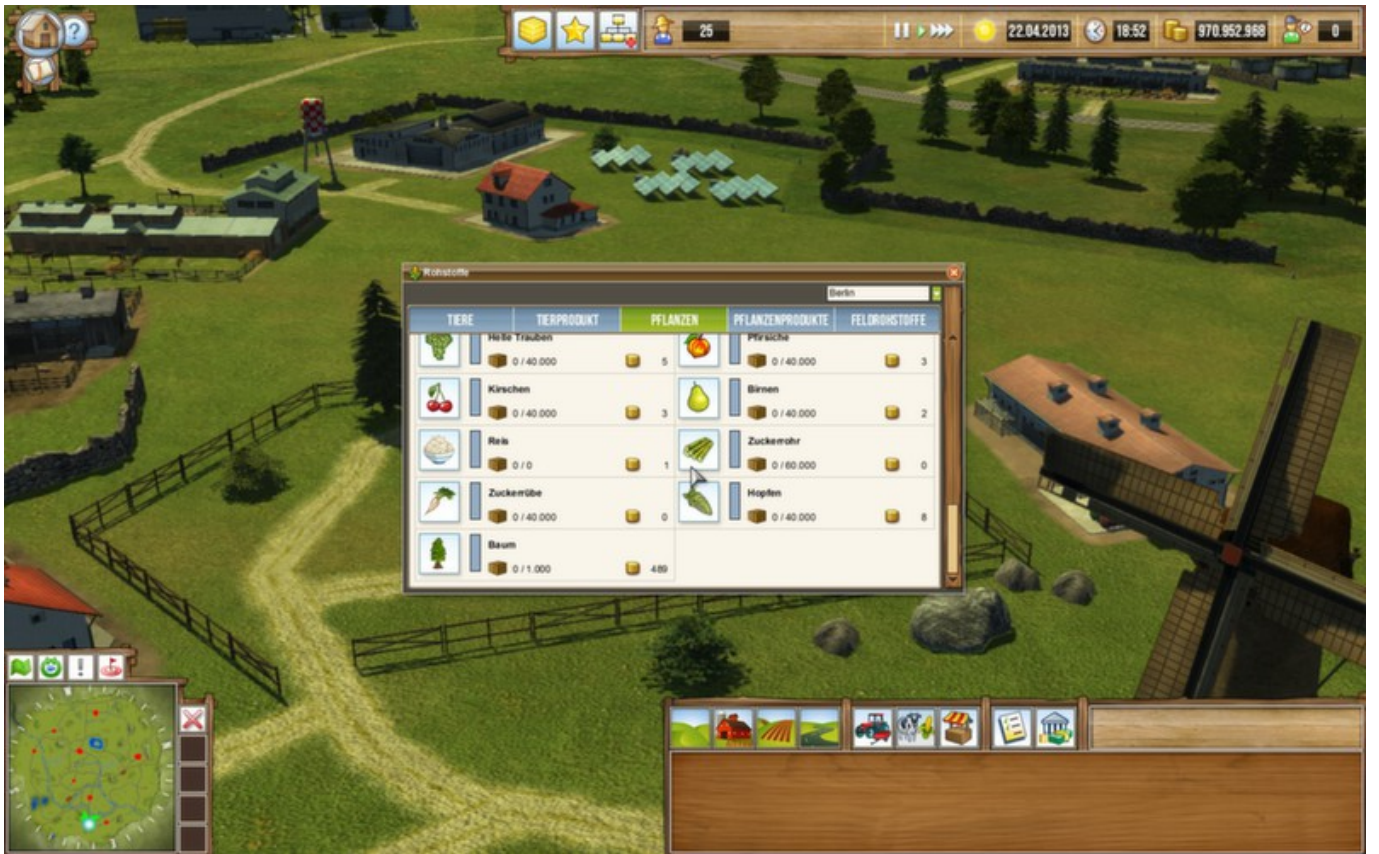 ?
25
22.04.2013
18:52
970.952.968
0
Rohstoffe
Berlin
TIERE
TIERPRODUKT
PFLANZEN
PFLANZENPRODUKTE
FELDROHSTOFFE
Helle Trauben
0 / 40.000
5
Pfirsiche
0 / 40.000
3
Kirschen
0 / 40.000
3
Birnen
0 / 40.000
2
Reis
0 / 0
1
Zuckerrohr
0 / 60.000
0
Zuckerrübe
0 / 40.000
0
Hopfen
0 / 40.000
8
Baum
0 / 1.000
489